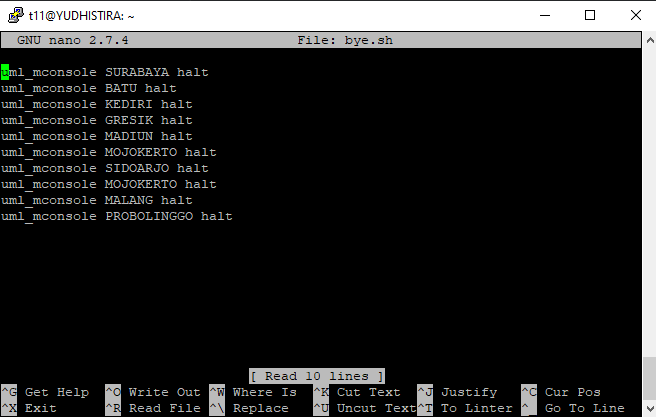 t11@YUDHISTIRA: ~
GNU nano 2.7.4 File: bye.sh
uml_mconsole SURABAYA halt
uml_mconsole BATU halt
uml_mconsole KEDIRI halt
uml_mconsole GRESIK halt
uml_mconsole MADIUN halt
uml_mconsole MOJOKERTO halt
uml_mconsole SIDOARJO halt
uml_mconsole MOJOKERTO halt
uml_mconsole MALANG halt
uml_mconsole PROBOLINGGO halt
[ Read 10 lines ]
^G Get Help ^O Write Out ^W Where Is ^K Cut Text ^J Justify ^C Cur Pos
^X Exit ^R Read File ^\ Replace ^U Uncut Text^T To Linter ^_ Go To Line